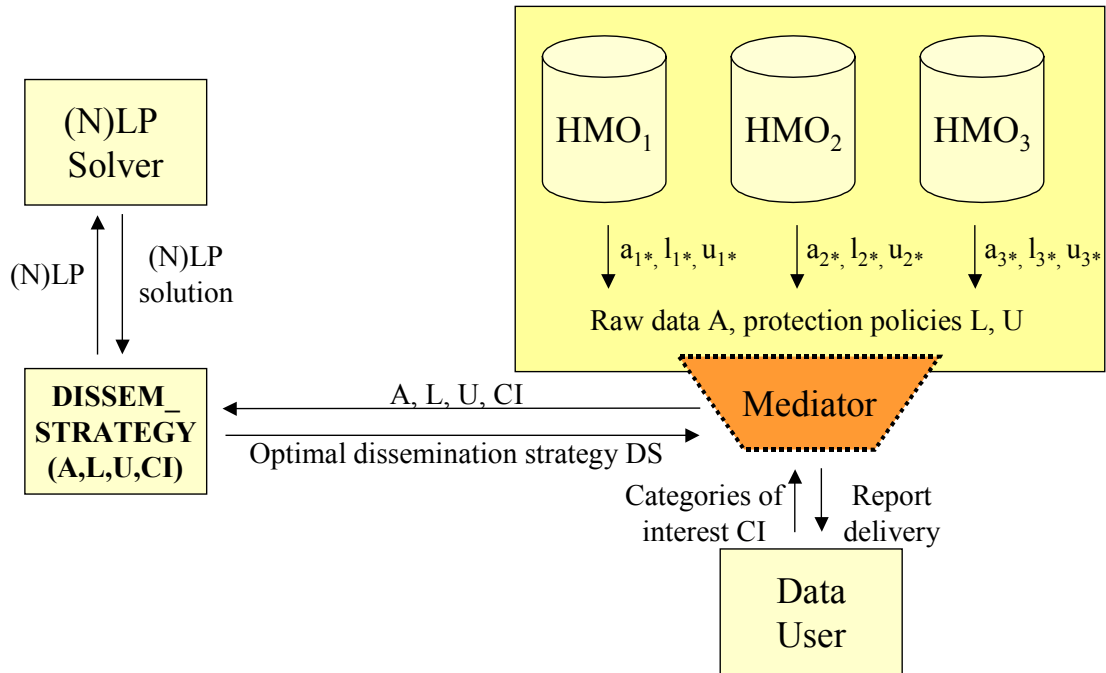 HMO₁
HMO₂
HMO₃
(N)LP
Solver
a₁*, l₁*, u₁*
a₂*, l₂*, u₂*
a₃*, l₃*, u₃*
(N)LP
(N)LP
solution
Raw data A, protection policies L, U
DISSEM_
STRATEGY
(A,L,U,CI)
A, L, U, CI
Mediator
Optimal dissemination strategy DS
Categories of
interest CI
Report
delivery
Data
User